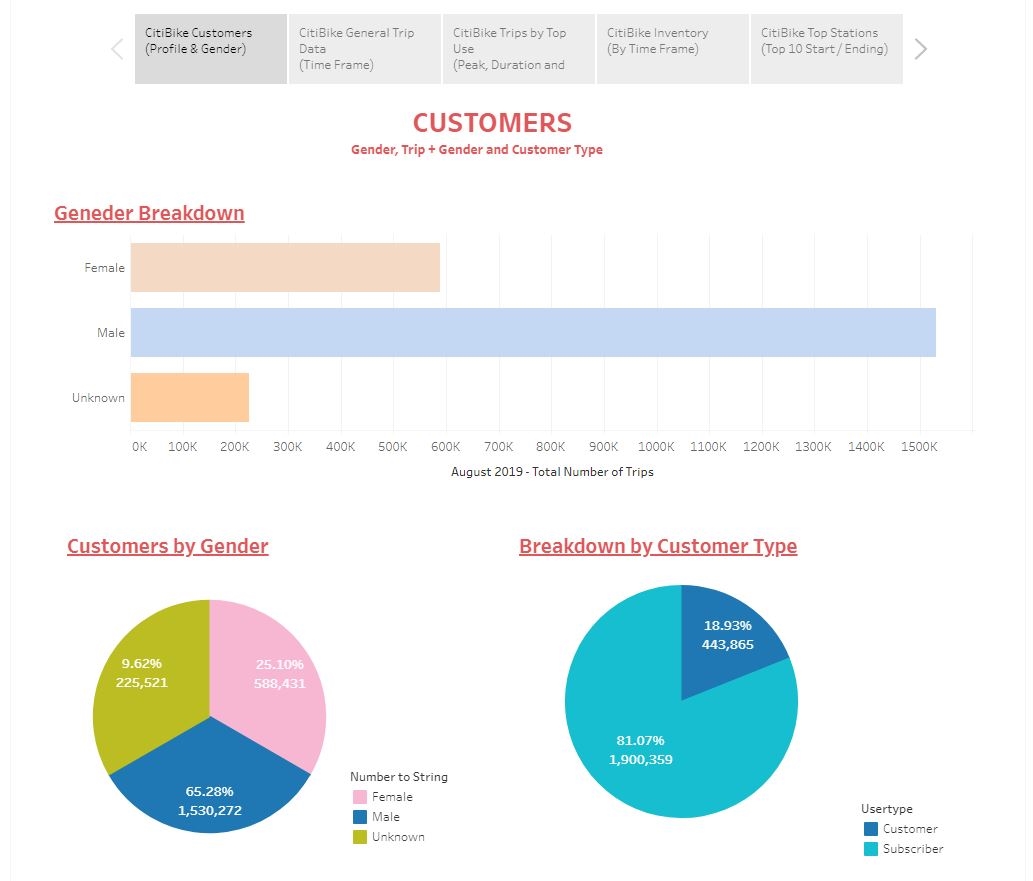 CitiBike Customers
(Profile & Gender)
CitiBike General Trip
Data
(Time Frame)
CitiBike Trips by Top
Use
(Peak, Duration and
CitiBike Inventory
(By Time Frame)
CitiBike Top Stations
(Top 10 Start / Ending)
CUSTOMERS
Gender, Trip + Gender and Customer Type
Geneder Breakdown
Female
Male
Unknown
0K 100K 200K 300K 400K 500K 600K 700K 800K 900K 1000K 1100K 1200K 1300K 1400K 1500K
August 2019 - Total Number of Trips
Customers by Gender
9.62%
225,521
25.10%
588,431
65.28%
1,530,272
Number to String
Female
Male
Unknown
Breakdown by Customer Type
18.93%
443,865
81.07%
1,900,359
Usertype
Customer
Subscriber